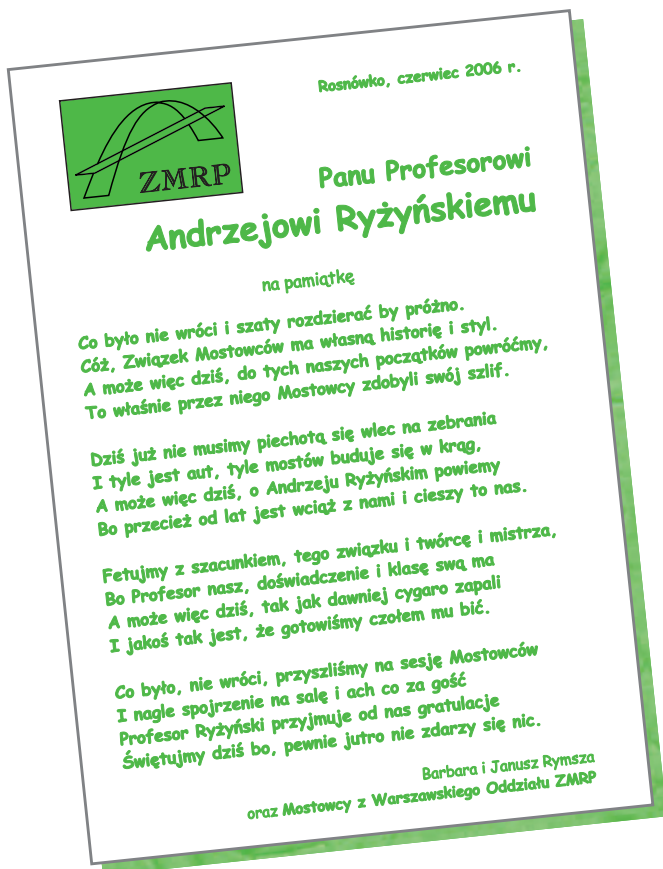 Rosnówko, czerwiec 2006 r.
ZMRP
Panu Profesorowi
Andrzejowi Ryżyńskiemu
na pamiątkę
Co było nie wróci i szaty rozdzierać by próżno.
Cóż, Związek Mostowców ma własną historię i styl.
A może więc dziś, do tych naszych początków powróćmy,
To właśnie przez niego Mostowcy zdobyli swój szlif.
Dziś już nie musimy piechotą się wlec na zebrania
I tyle jest aut, tyle mostów buduje się w krąg,
A może więc dziś, o Andrzeju Ryżyńskim powiemy
Bo przecież od lat jest wciąż z nami i cieszy to nas.
Fetujmy z szacunkiem, tego związku i twórcę i mistrza,
Bo Profesor nasz, doświadczenie i klasę swą ma
A może więc dziś, tak jak dawniej cygaro zapali
I jakoś tak jest, że gotowiśmy czołem mu bić.
Co było, nie wróci, przyszliśmy na sesję Mostowców
I nagle spojrzenie na salę i ach co za gość
Profesor Ryżyński przyjmuje od nas gratulacje
Świętujmy dziś bo, pewnie jutro nie zdarzy się nic.
Barbara i Janusz Rymsza
oraz Mostowcy z Warszawskiego Oddziału ZMRP